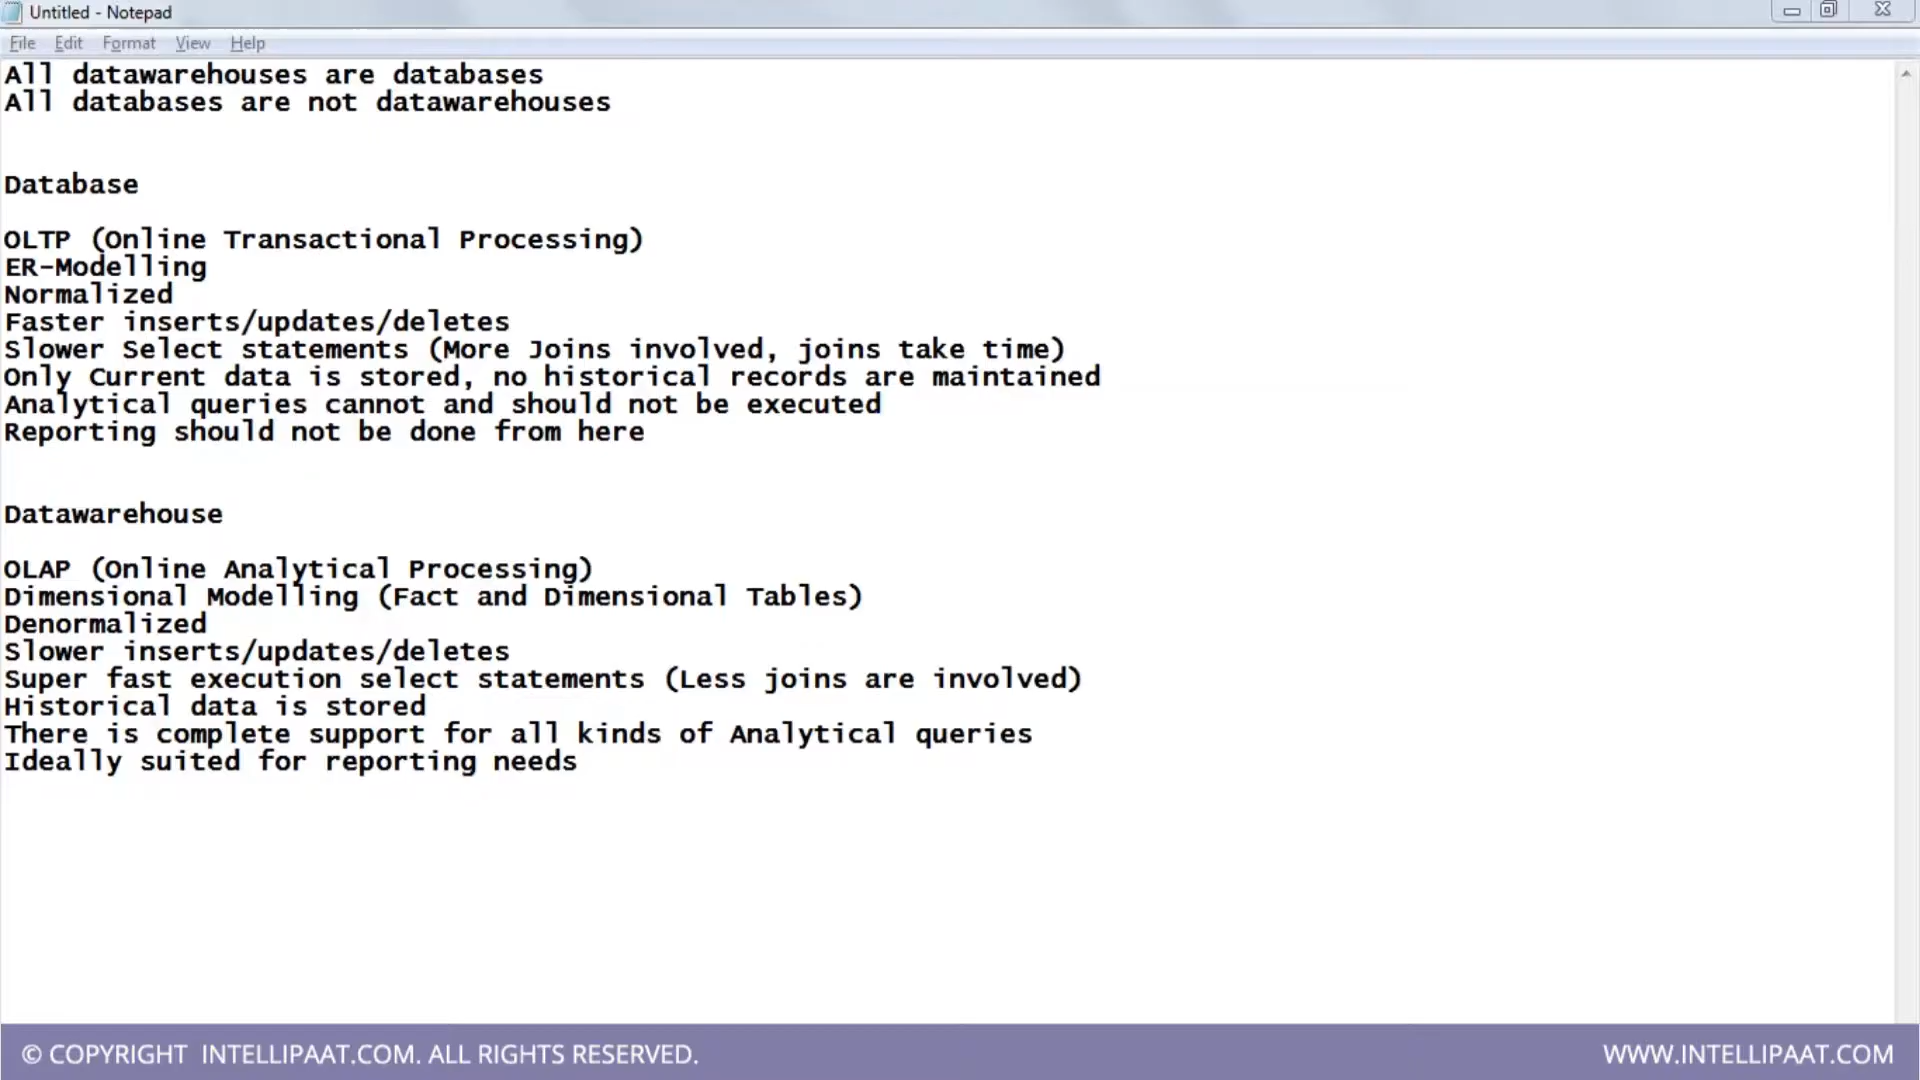 Untitled - Notepad
File Edit Format View Help
All datawarehouses are databases
All databases are not datawarehouses
Database
OLTP (Online Transactional Processing)
ER-Modelling
Normalized
Faster inserts/updates/deletes
Slower Select statements (More Joins involved, joins take time)
Only Current data is stored, no historical records are maintained
Analytical queries cannot and should not be executed
Reporting should not be done from here
Datawarehouse
OLAP (Online Analytical Processing)
Dimensional Modelling (Fact and Dimensional Tables)
Denormalized
Slower inserts/updates/deletes
Super fast execution select statements (Less joins are involved)
Historical data is stored
There is complete support for all kinds of Analytical queries
Ideally suited for reporting needs
© COPYRIGHT INTELLIPAAT.COM. ALL RIGHTS RESERVED.
WWW.INTELLIPAAT.COM